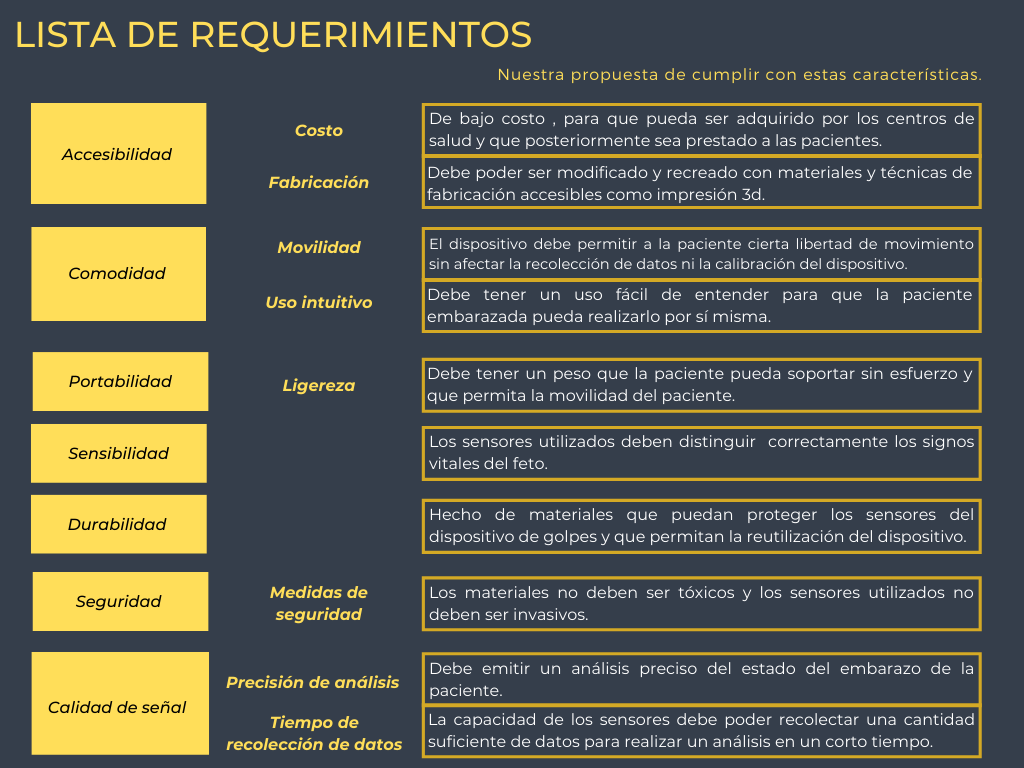 LISTA DE REQUERIMIENTOS
Nuestra propuesta de cumplir con estas características.
Accesibilidad
Costo
De bajo costo , para que pueda ser adquirido por los centros de
salud y que posteriormente sea prestado a las pacientes.
Fabricación
Debe poder ser modificado y recreado con materiales y técnicas de
fabricación accesibles como impresión 3d.
Comodidad
Movilidad
El dispositivo debe permitir a la paciente cierta libertad de movimiento
sin afectar la recolección de datos ni la calibración del dispositivo.
Uso intuitivo
Debe tener un uso fácil de entender para que la paciente
embarazada pueda realizarlo por sí misma.
Portabilidad
Ligereza
Debe tener un peso que la paciente pueda soportar sin esfuerzo y
que permita la movilidad del paciente.
Sensibilidad
Los sensores utilizados deben distinguir  correctamente los signos
vitales del feto.
Durabilidad
Hecho de materiales que puedan proteger los sensores del
dispositivo de golpes y que permitan la reutilización del dispositivo.
Seguridad
Medidas de
seguridad
Los materiales no deben ser tóxicos y los sensores utilizados no
deben ser invasivos.
Calidad de señal
Precisión de análisis
Debe emitir un análisis preciso del estado del embarazo de la
paciente.
Tiempo de
recolección de datos
La capacidad de los sensores debe poder recolectar una cantidad
suficiente de datos para realizar un análisis en un corto tiempo.